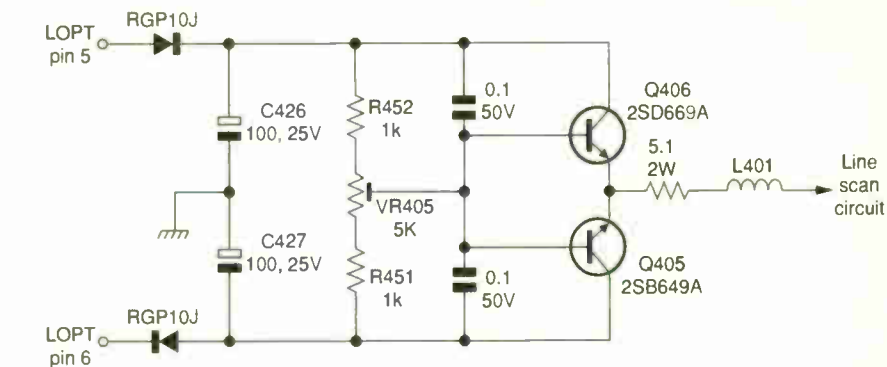 RGP10J
LOPT
pin 5
C426
100, 25V
R452
1k
0.1
50V
Q406
2SD669A
5.1
2W
L401
Line
scan
circuit
VR405
5K
C427
100, 25V
R451
1k
0.1
50V
Q405
2SB649A
RGP10J
LOPT
pin 6